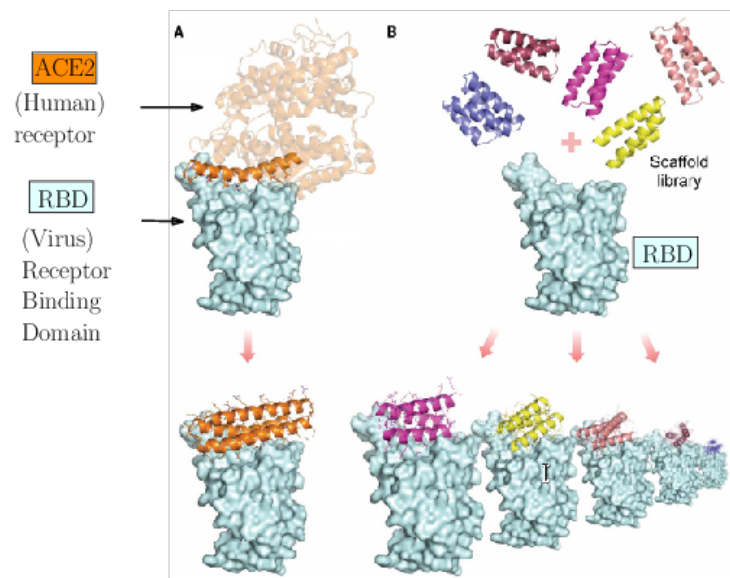 ACE2
(Human)
receptor
RBD
(Virus)
Receptor
Binding
Domain
A
B
Scaffold
library
RBD